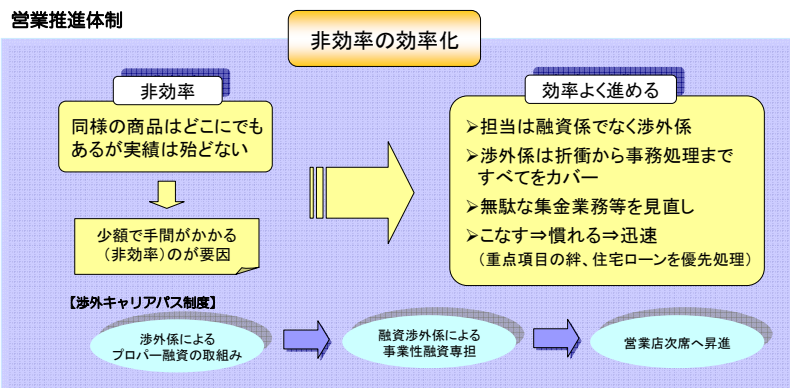 営業推進体制
非効率の効率化
非効率
同様の商品はどこにでも
あるが実績は殆どない
少額で手間がかかる
（非効率）のが要因
効率よく進める
➢担当は融資係でなく渉外係
➢渉外係は折衝から事務処理まで
すべてをカバー
➢無駄な集金業務等を見直し
➢こなす⇒慣れる⇒迅速
（重点項目の絆、住宅ローンを優先処理）
【渉外キャリアパス制度】
渉外係による
プロパー融資の取組み
融資渉外係による
事業性融資専担
営業店次席へ昇進